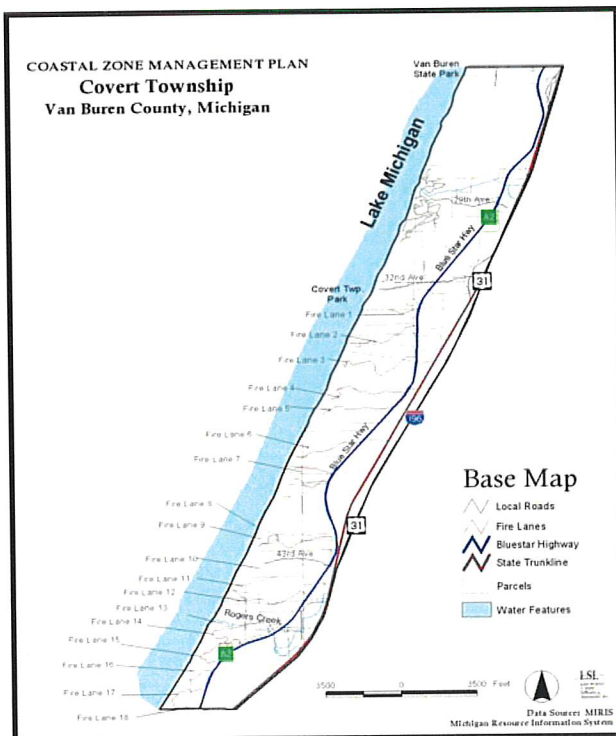 COASTAL ZONE MANAGEMENT PLAN
Covert Township
Van Buren County, Michigan
Van Buren
State Park
Lake Michigan
A2
Blue Star Hwy
32nd Ave
31
Covert Twp.
Park
Fire Lane 1
Fire Lane 2
Fire Lane 3
Fire Lane 4
Fire Lane 5
196
Fire Lane 6
Blue Star Hwy
Fire Lane 7
Fire Lane 8
Fire Lane 9
31
43rd Ave
Fire Lane 10
Fire Lane 11
Fire Lane 12
Fire Lane 13
Rogers Creek
Fire Lane 14
Fire Lane 15
A2
Fire Lane 16
Fire Lane 17
Fire Lane 18
Base Map
Local Roads
Fire Lanes
Bluestar Highway
State Trunkline
Parcels
Water Features
3500
0
3500 Feet
LSL
Data Source: MIRIS
Michigan Resource Information System